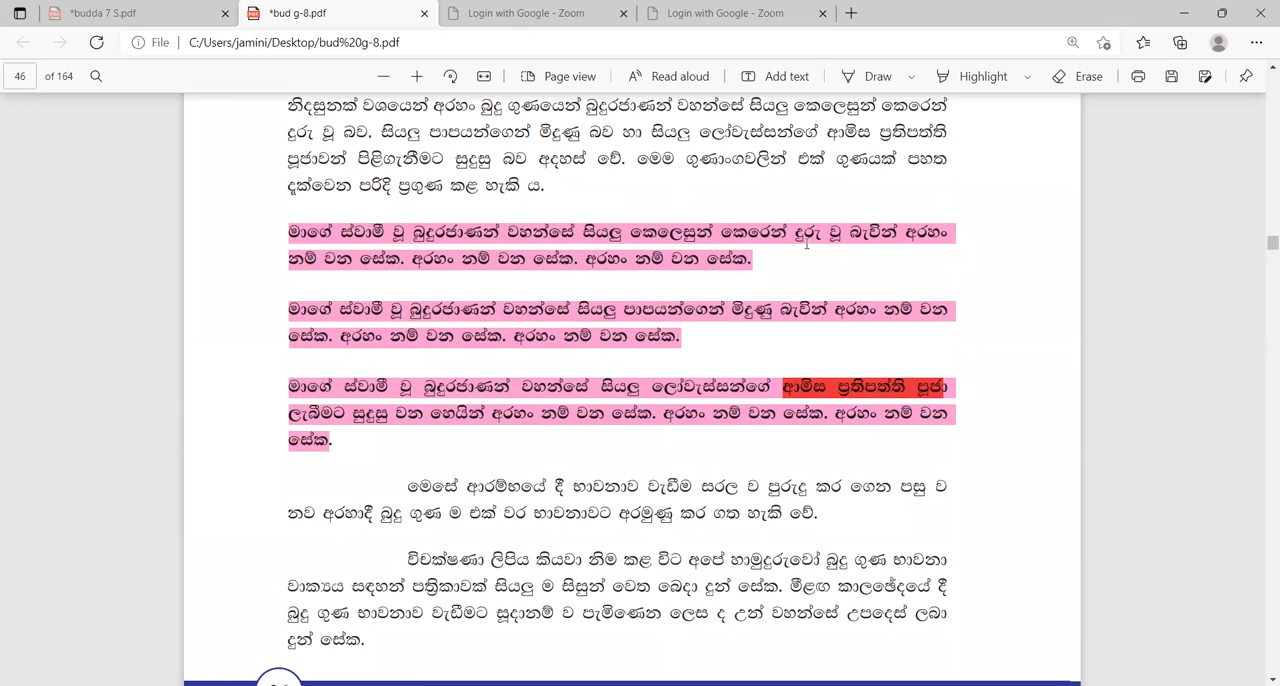 *budda 7 S.pdf
*bud g-8.pdf
Login with Google - Zoom
Login with Google - Zoom
File
C:/Users/jamini/Desktop/bud%20g-8.pdf
46 of 164
Page view
Read aloud
Add text
Draw
Highlight
Erase
නිදසුනක් වශයෙන් අරහං බුදු ගුණයෙන් බුදුරජාණන් වහන්සේ සියලු කෙලෙසුන් කෙරෙන්
දුරු වූ බව, සියලු පාපයන්ගෙන් මිදුණු බව හා සියලු ලෝවැස්සන්ගේ ආමිස ප්‍රතිපත්ති
පූජාවන් පිළිගැනීමට සුදුසු බව අදහස් වේ. මෙම ගුණාංගවලින් එක් ගුණයක් පහත
දැක්වෙන පරිදි ප්‍රගුණ කළ හැකි ය.
මාගේ ස්වාමී වූ බුදුරජාණන් වහන්සේ සියලු කෙලෙසුන් කෙරෙන් දුරු වූ බැවින් අරහං
නම් වන සේක. අරහං නම් වන සේක. අරහං නම් වන සේක.
මාගේ ස්වාමී වූ බුදුරජාණන් වහන්සේ සියලු පාපයන්ගෙන් මිදුණු බැවින් අරහං නම් වන
සේක. අරහං නම් වන සේක. අරහං නම් වන සේක.
මාගේ ස්වාමී වූ බුදුරජාණන් වහන්සේ සියලු ලෝවැස්සන්ගේ ආමිස ප්‍රතිපත්ති පූජා
ලැබීමට සුදුසු වන හෙයින් අරහං නම් වන සේක. අරහං නම් වන සේක. අරහං නම් වන
සේක.
මෙසේ ආරම්භයේ දී භාවනාව වැඩීම සරල ව පුරුදු කර ගෙන පසු ව
නව අරහාදී බුදු ගුණ ම එක් වර භාවනාවට අරමුණු කර ගත හැකි වේ.
විචක්ෂණා ලිපිය කියවා නිම කළ විට අපේ හාමුදුරුවෝ බුදු ගුණ භාවනා
වාක්‍යය සඳහන් පත්‍රිකාවක් සියලු ම සිසුන් වෙත බෙදා දුන් සේක. මීළඟ කාලඡේදයේ දී
බුදු ගුණ භාවනාව වැඩීමට සූදානම් ව පැමිණෙන ලෙස ද උන් වහන්සේ උපදෙස් ලබා
දුන් සේක.